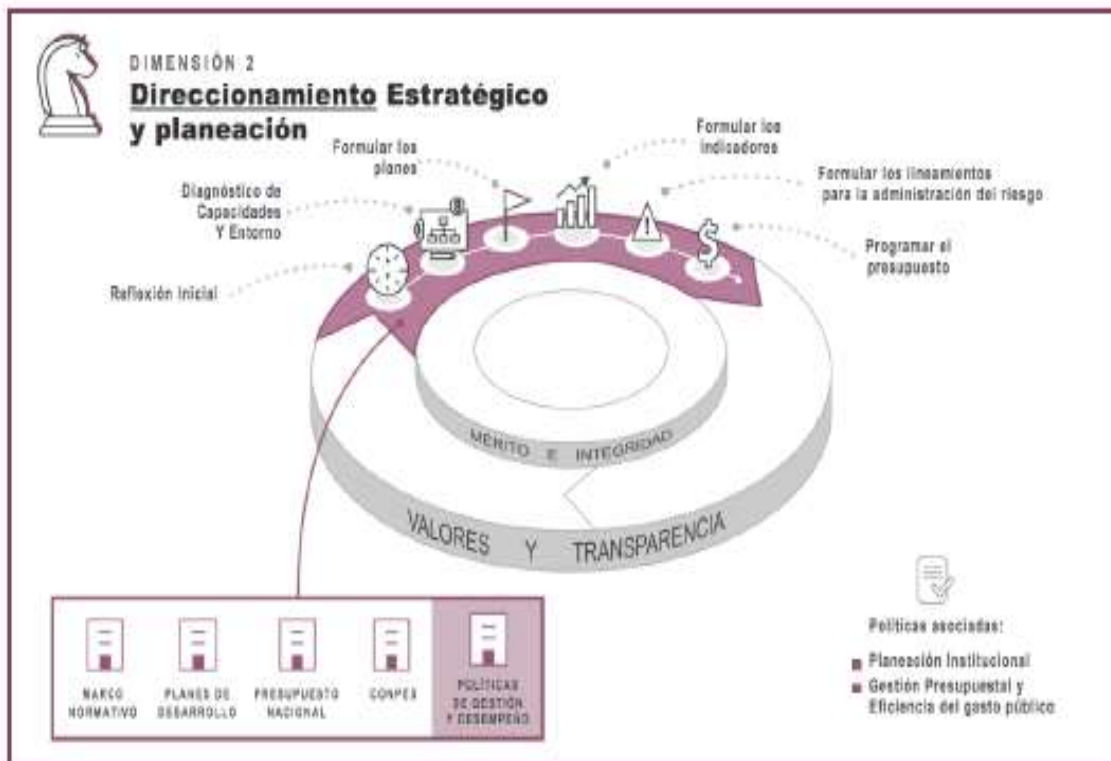 DIMENSIÓN 2
Direccionamiento Estratégico
y planeación
Formular los
planes
Formular los
indicadores
Diagnóstico de
Capacidades
Y Entorno
Formular los lineamientos
para la administración del riesgo
Programar el
presupuesto
Reflexión Inicial
MÉRITO E INTEGRIDAD
VALORES Y TRANSPARENCIA
MARCO
NORMATIVO
PLANES DE
DESARROLLO
PRESUPUESTO
NACIONAL
CONPES
POLÍTICAS
DE GESTIÓN
Y DESEMPEÑO
Políticas asociadas:
Planeación Institucional
Gestión Presupuestal y
Eficiencia del gasto público